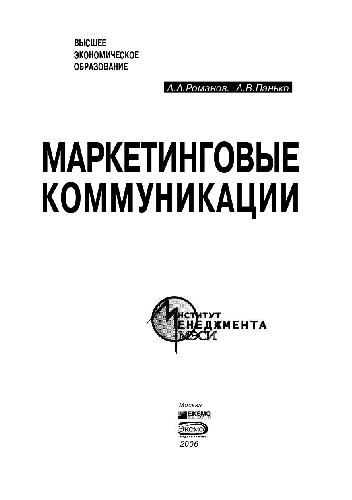 ВЫСШЕЕ
ЭКОНОМИЧЕСКОЕ
ОБРАЗОВАНИЕ
А.А.Романов, А.В.Панько
МАРКЕТИНГОВЫЕ
КОММУНИКАЦИИ
ИНСТИТУТ
МЕНЕДЖМЕНТА
МЭСИ
Москва
ЭКСМО
2006